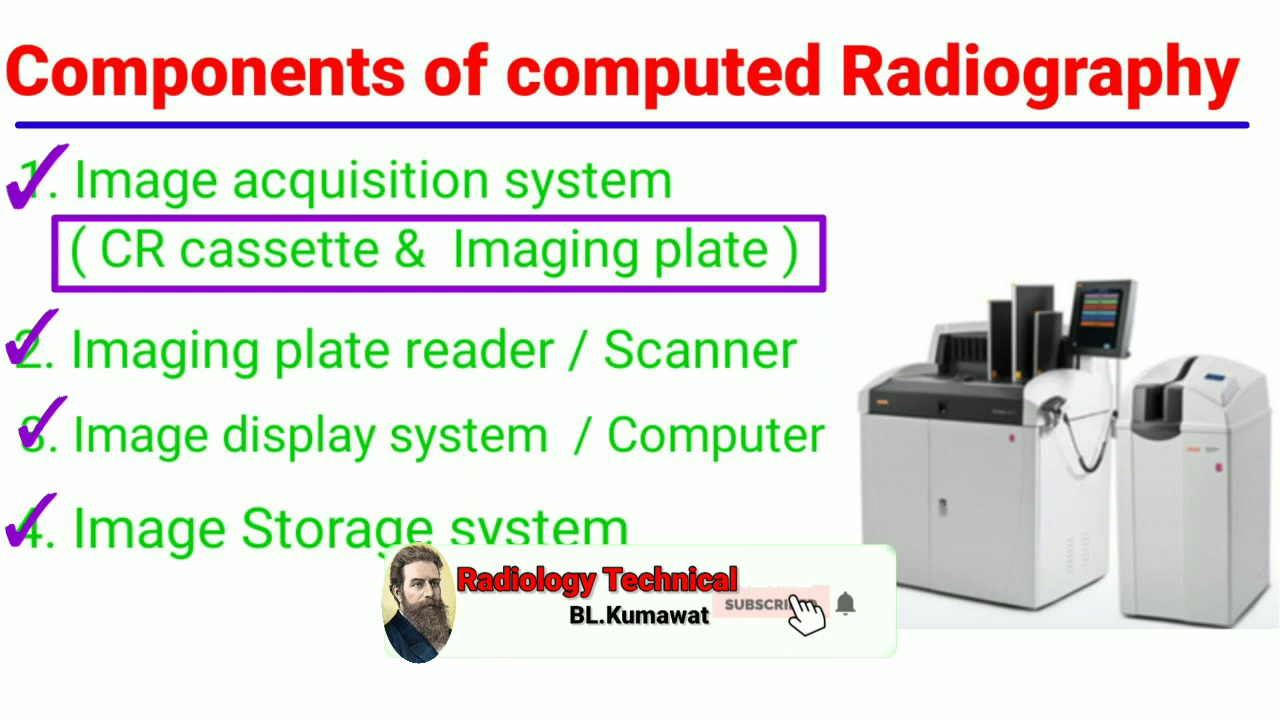 Components of computed Radiography
1. Image acquisition system
( CR cassette & Imaging plate )
2. Imaging plate reader / Scanner
3. Image display system / Computer
4. Image Storage system
Radiology Technical
BL.Kumawat
SUBSCRIBED